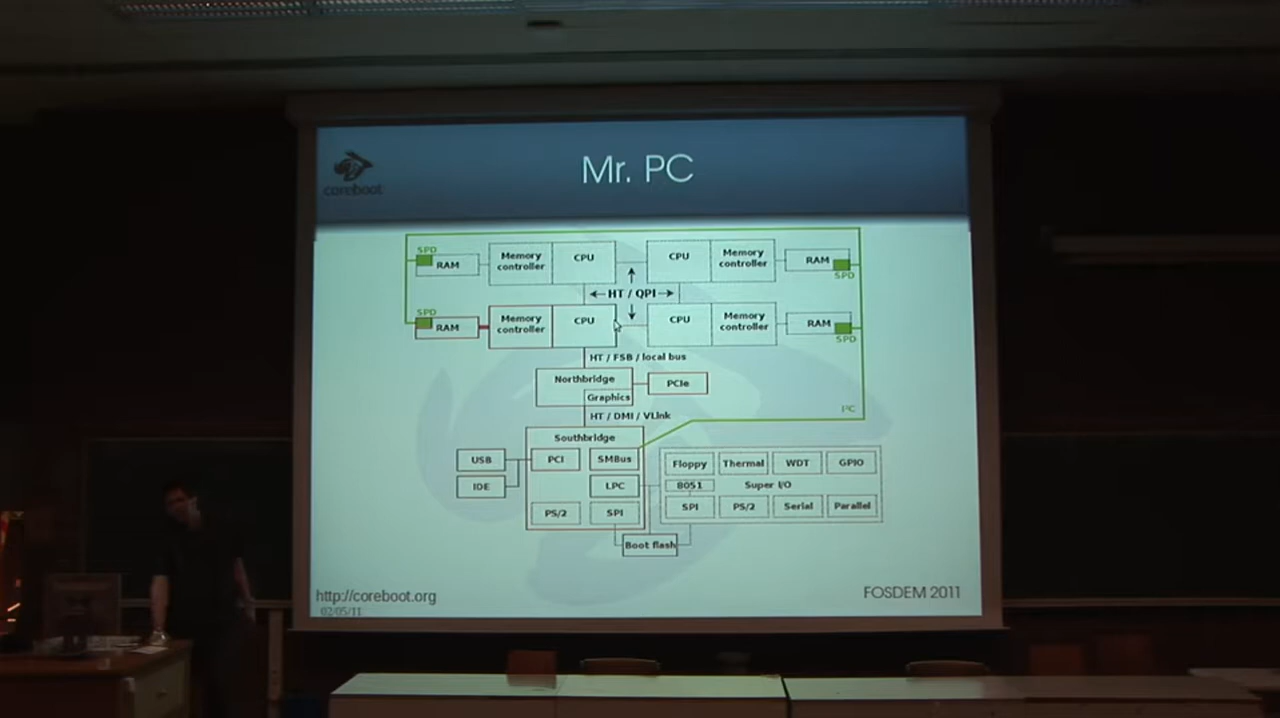 Mr. PC
coreboot
SPD
RAM
Memory controller
CPU
CPU
Memory controller
RAM
SPD
HT / QPI
SPD
RAM
Memory controller
CPU
CPU
Memory controller
RAM
SPD
HT / FSB / local bus
Northbridge
PCIe
Graphics
HT / DMI / VLink
I²C
Southbridge
USB
PCI
SMBus
Floppy
Thermal
WDT
GPIO
IDE
LPC
8051
Super I/O
PS/2
SPI
SPI
PS/2
Serial
Parallel
Boot flash
http://coreboot.org
FOSDEM 2011
02/05/11